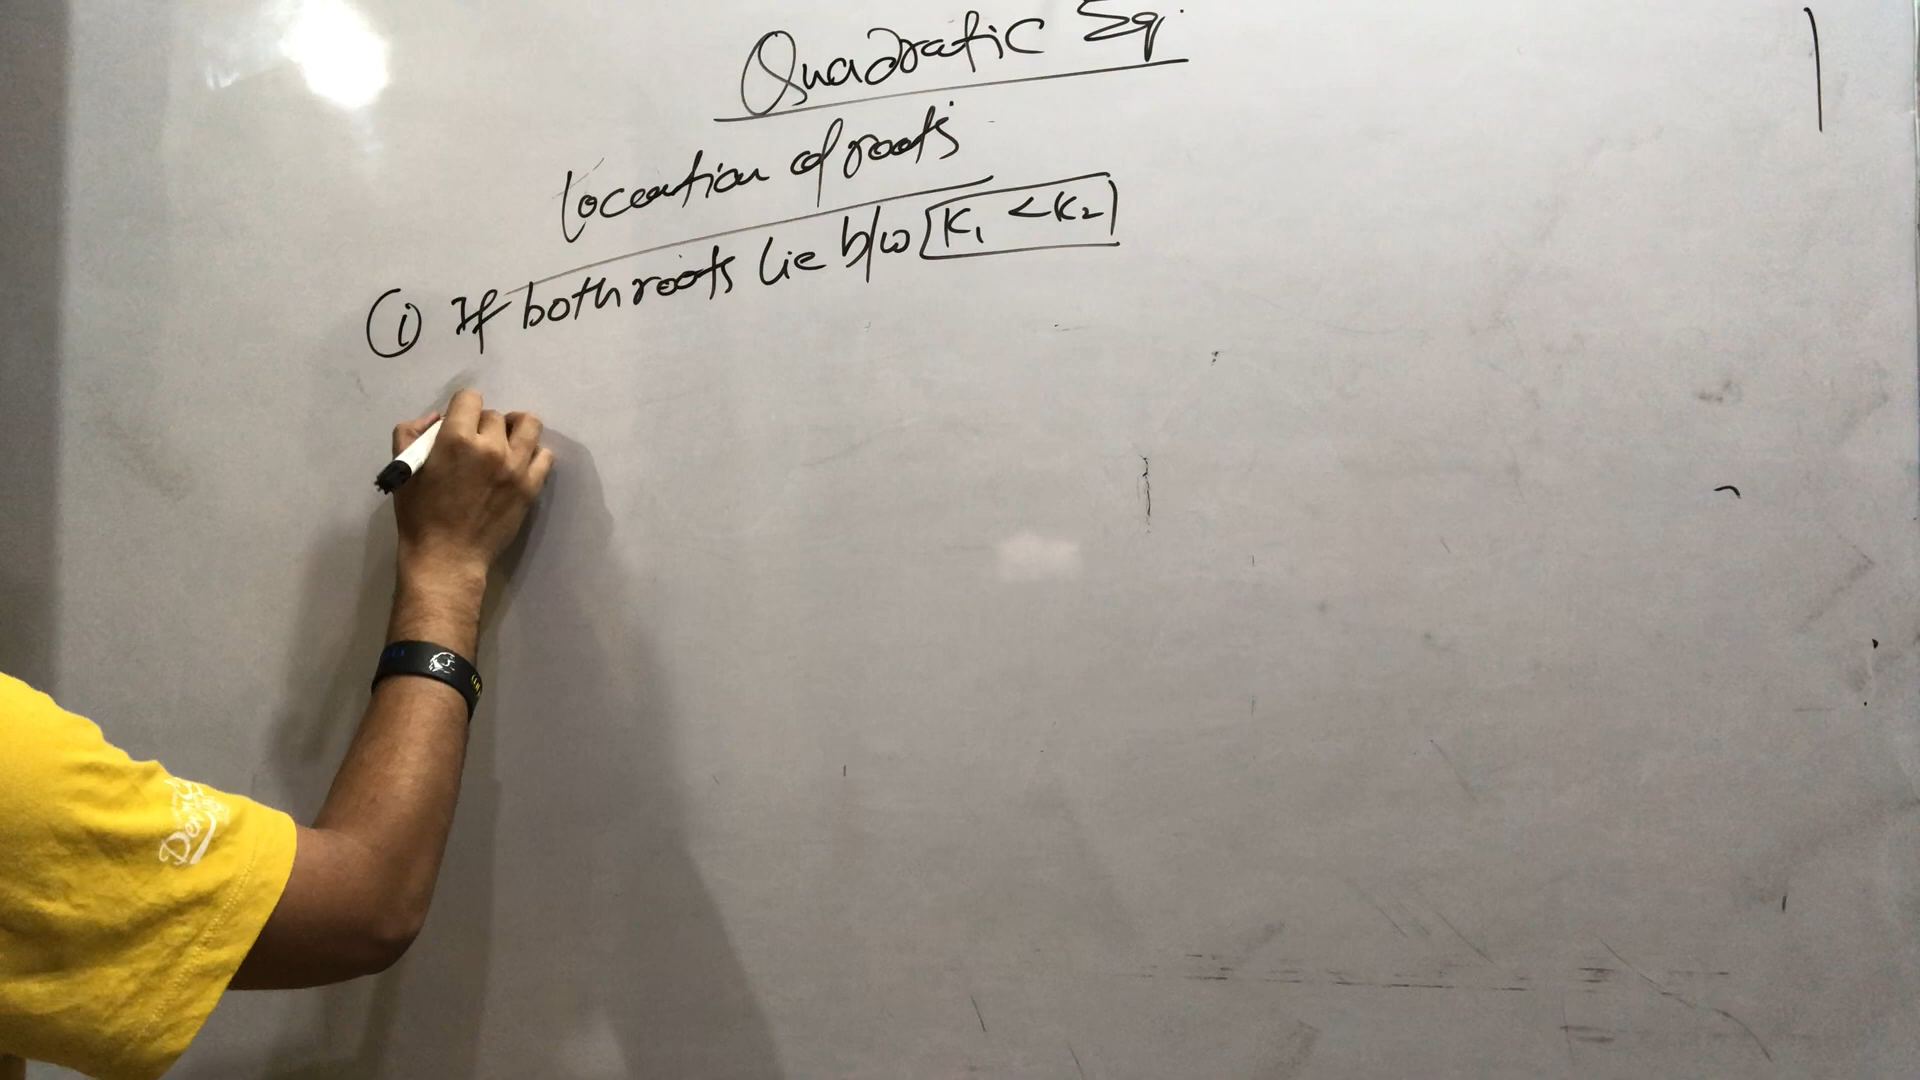 Quadratic Eq.
Location of roots
(i) If both roots lie b/w K₁ < K₂